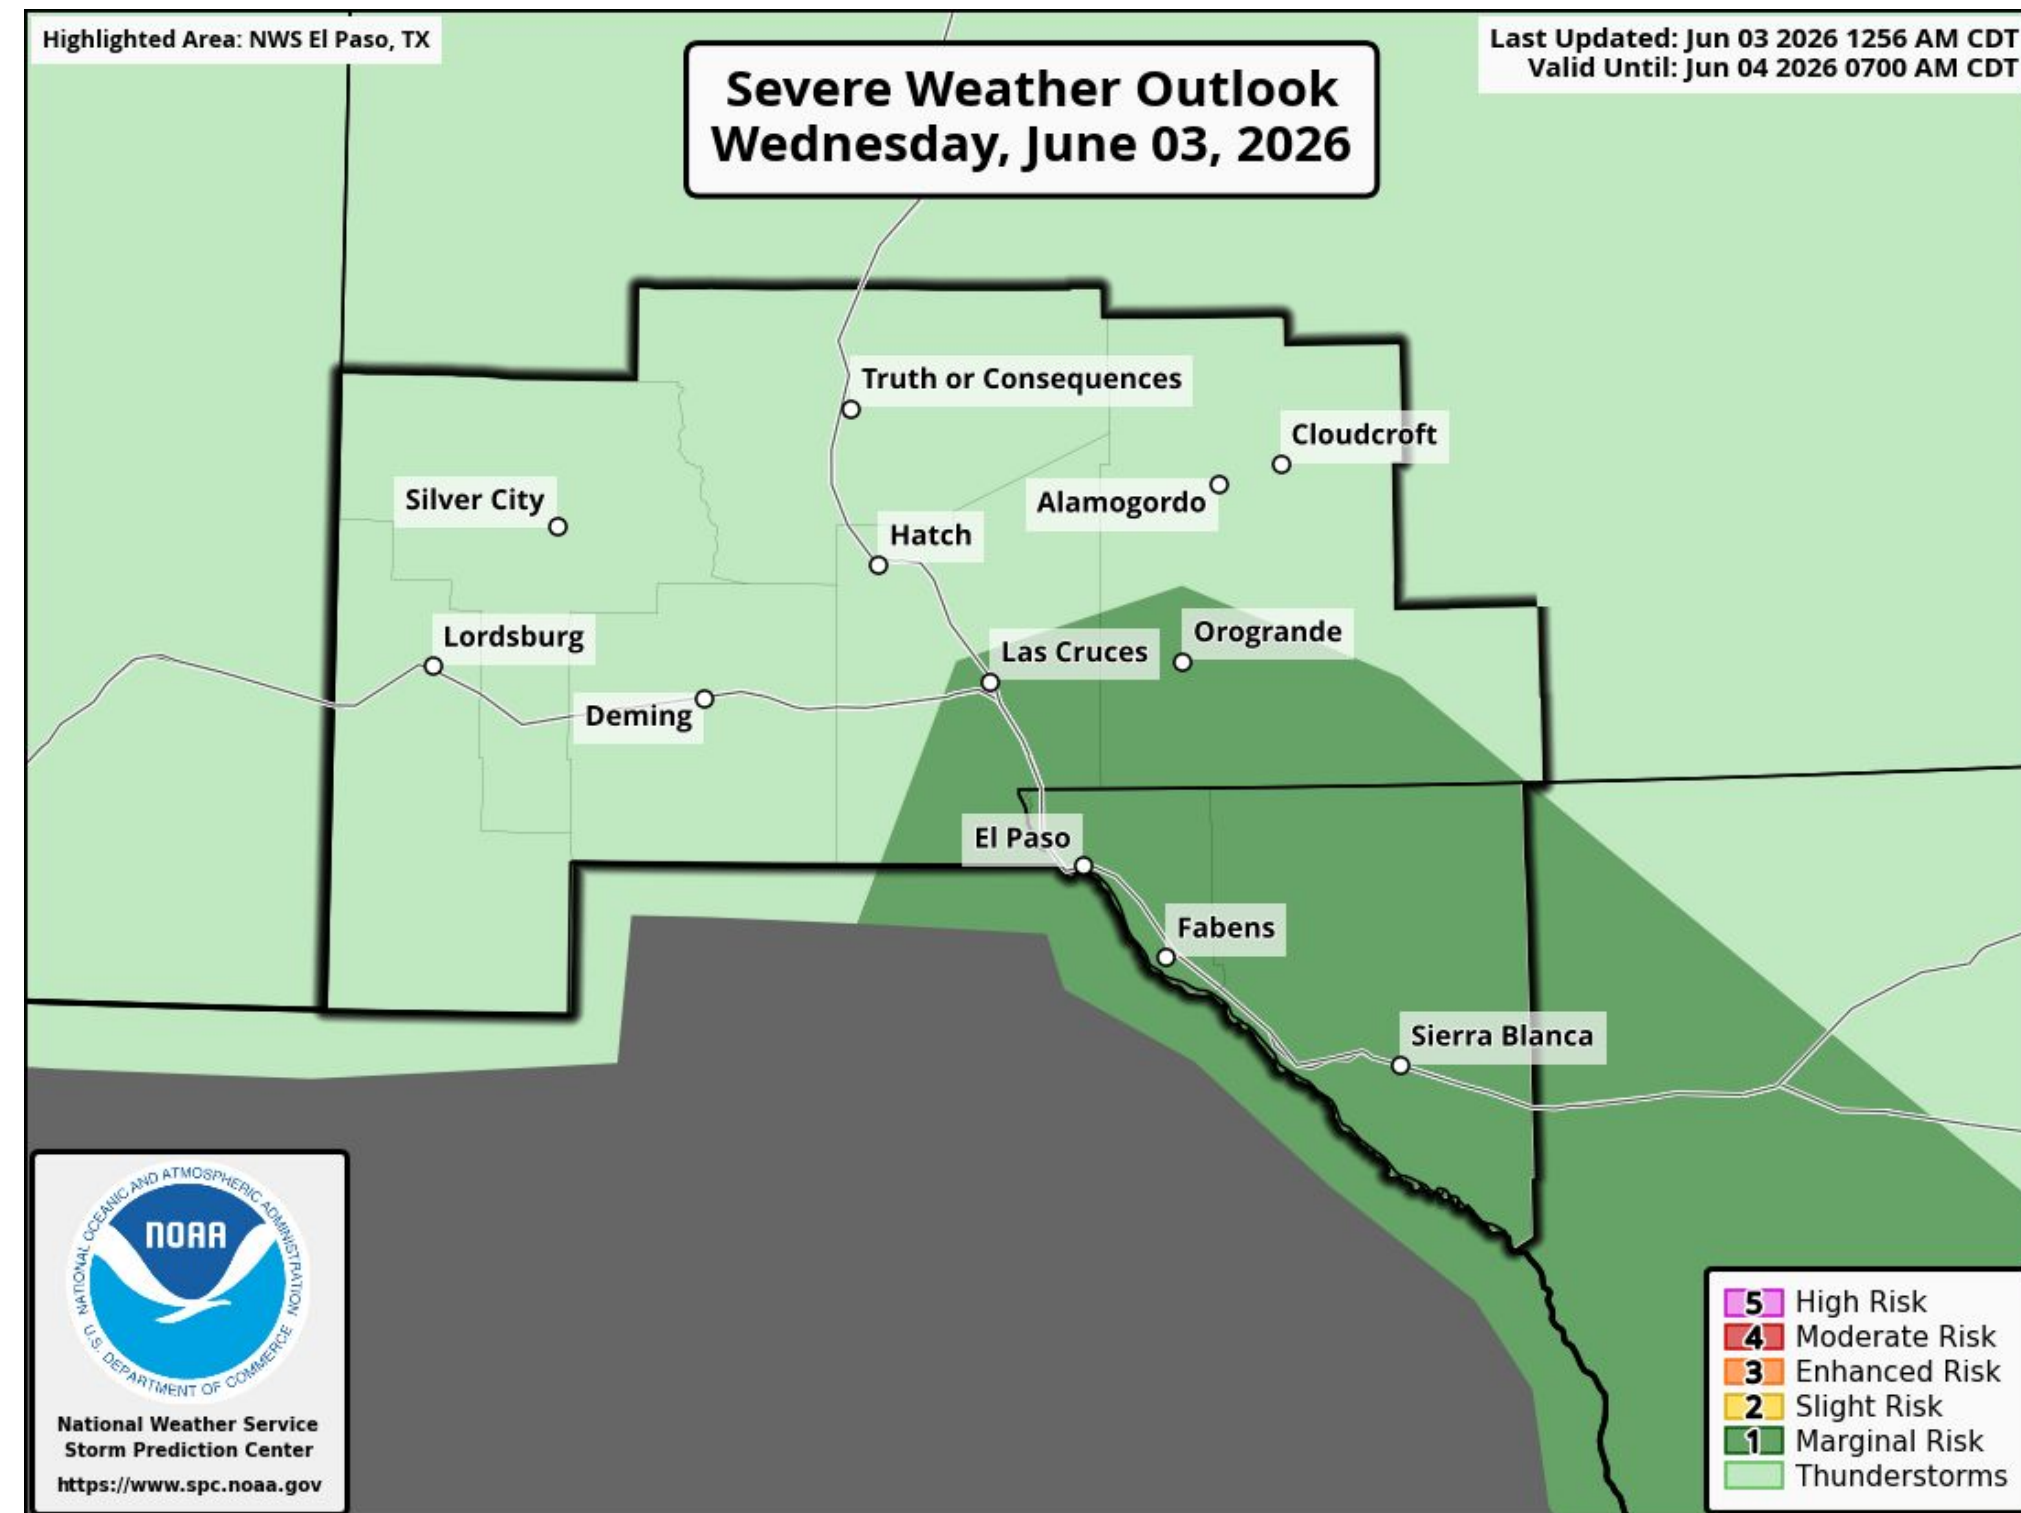 Highlighted Area: NWS El Paso, TX
Last Updated: Jun 03 2026 1256 AM CDT
Valid Until: Jun 04 2026 0700 AM CDT
Severe Weather Outlook
Wednesday, June 03, 2026
Truth or Consequences
Cloudcroft
Silver City
Alamogordo
Hatch
Lordsburg
Orogrande
Las Cruces
Deming
El Paso
Fabens
Sierra Blanca
NATIONAL OCEANIC AND ATMOSPHERIC ADMINISTRATION
NOAA
U.S. DEPARTMENT OF COMMERCE
National Weather Service
Storm Prediction Center
https://www.spc.noaa.gov
5 High Risk
4 Moderate Risk
3 Enhanced Risk
2 Slight Risk
1 Marginal Risk
Thunderstorms